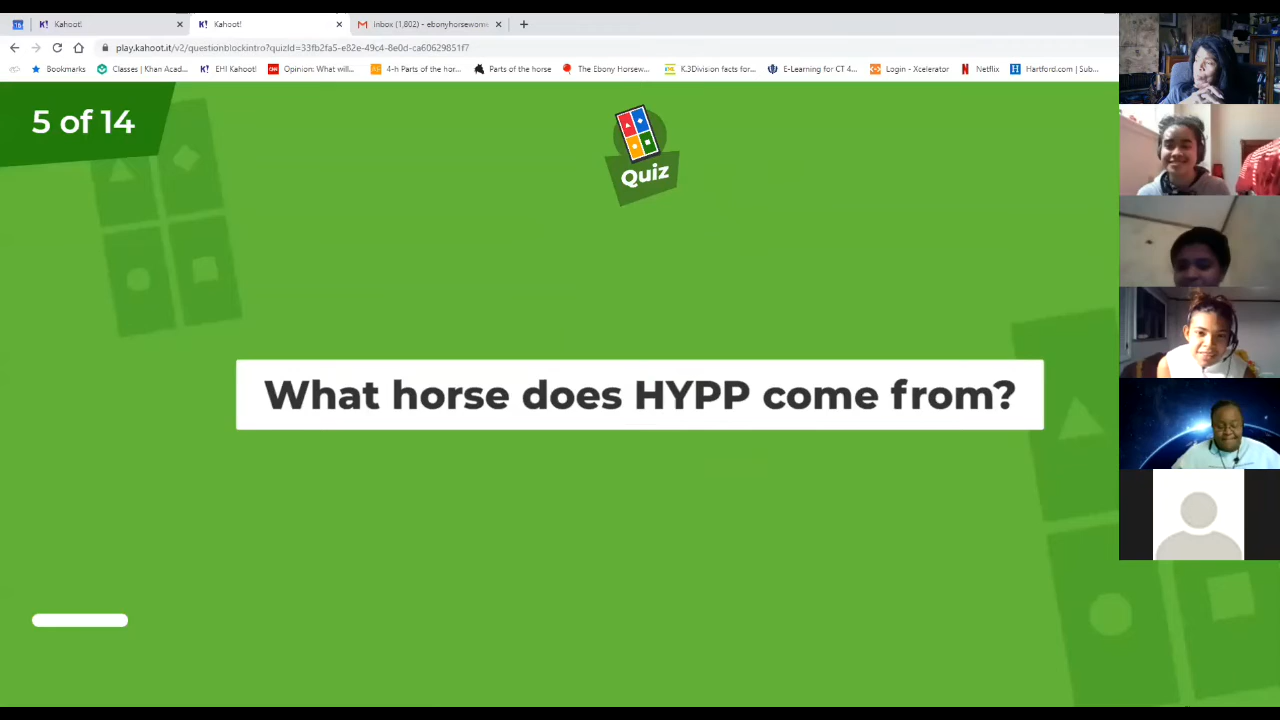 Kahoot!
Kahoot!
inbox (1,802) - ebonyhorsewom
play.kahoot.it/v2/questionblockintro?quizId=33fb2fa5-e82e-49c4-8e0d-ca60629851f7
Bookmarks
Classes | Khan Acad...
EHI Kahoot!
Opinion: What will...
4-h Parts of the hor...
Parts of the horse
The Ebony Horsew...
K.3Division facts for...
E-Learning for CT 4...
Login - Xcelerator
Netflix
Hartford.com | Sub...
5 of 14
Quiz
What horse does HYPP come from?